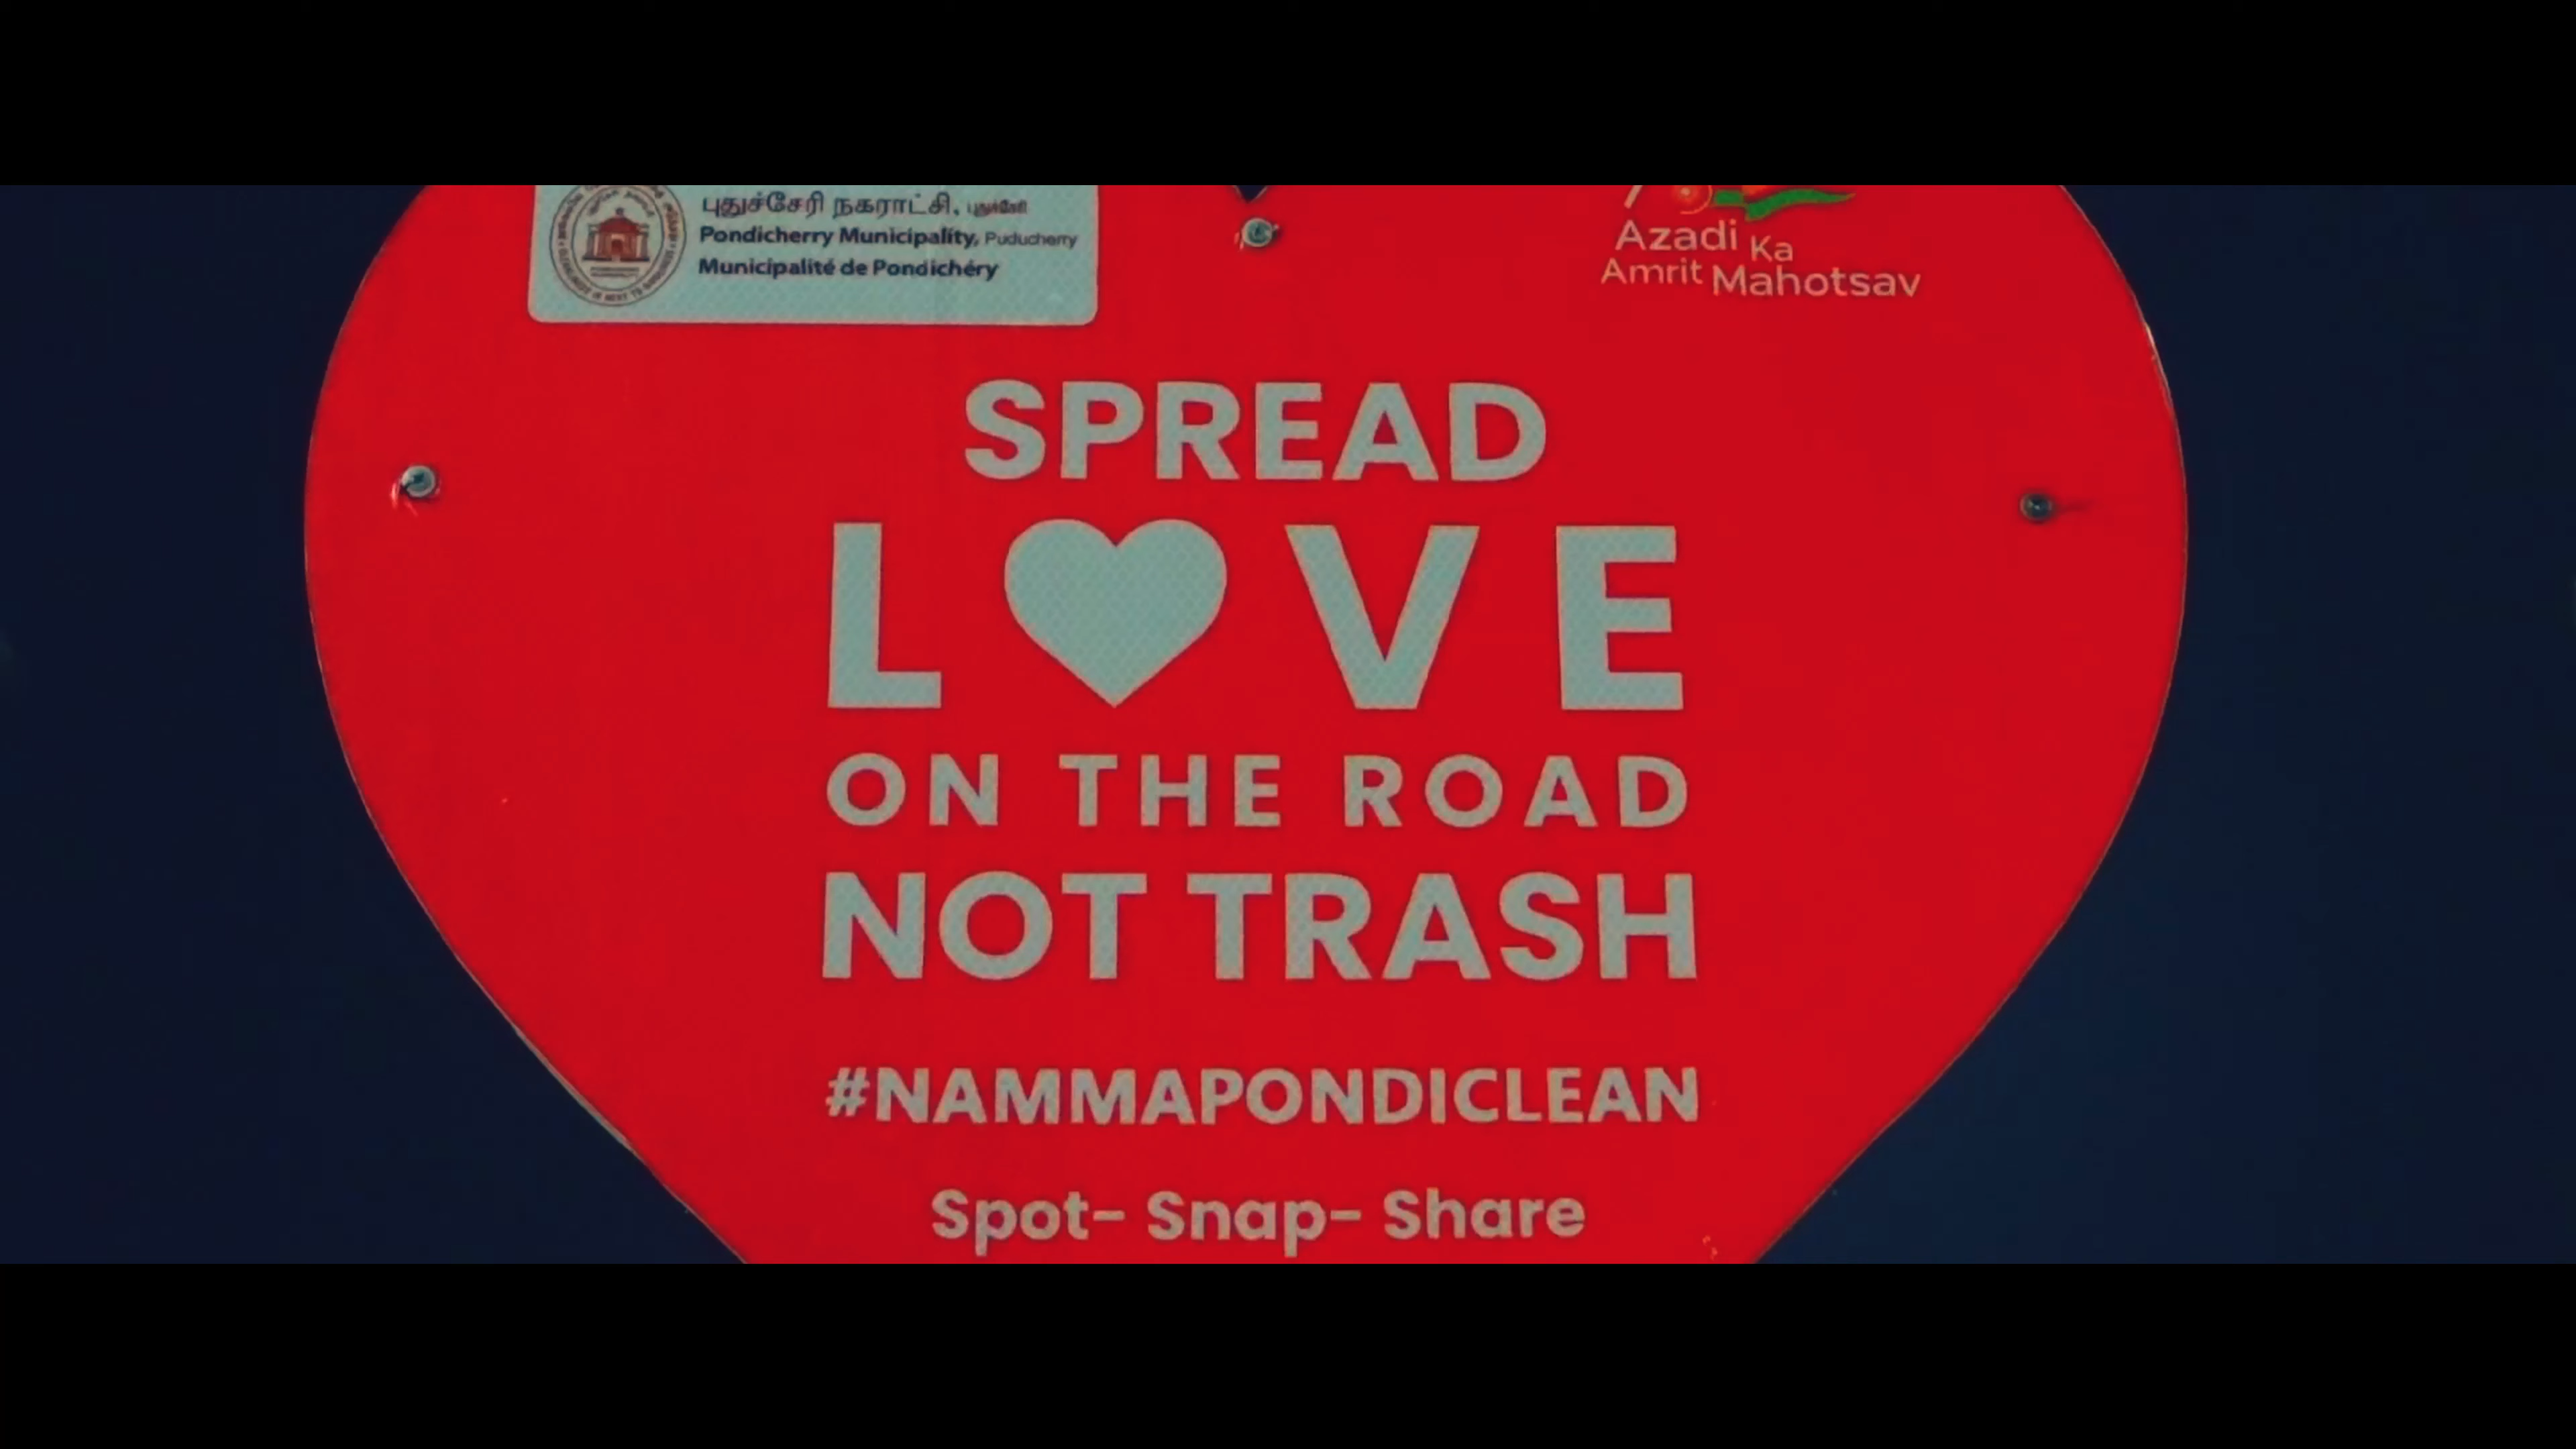 புதுச்சேரி நகராட்சி, புதுச்சேரி
Pondicherry Municipality, Puducherry
Municipalité de Pondichéry
Azadi Ka
Amrit Mahotsav
SPREAD
L♥VE
ON THE ROAD
NOT TRASH
#NAMMAPONDICLEAN
Spot- Snap- Share